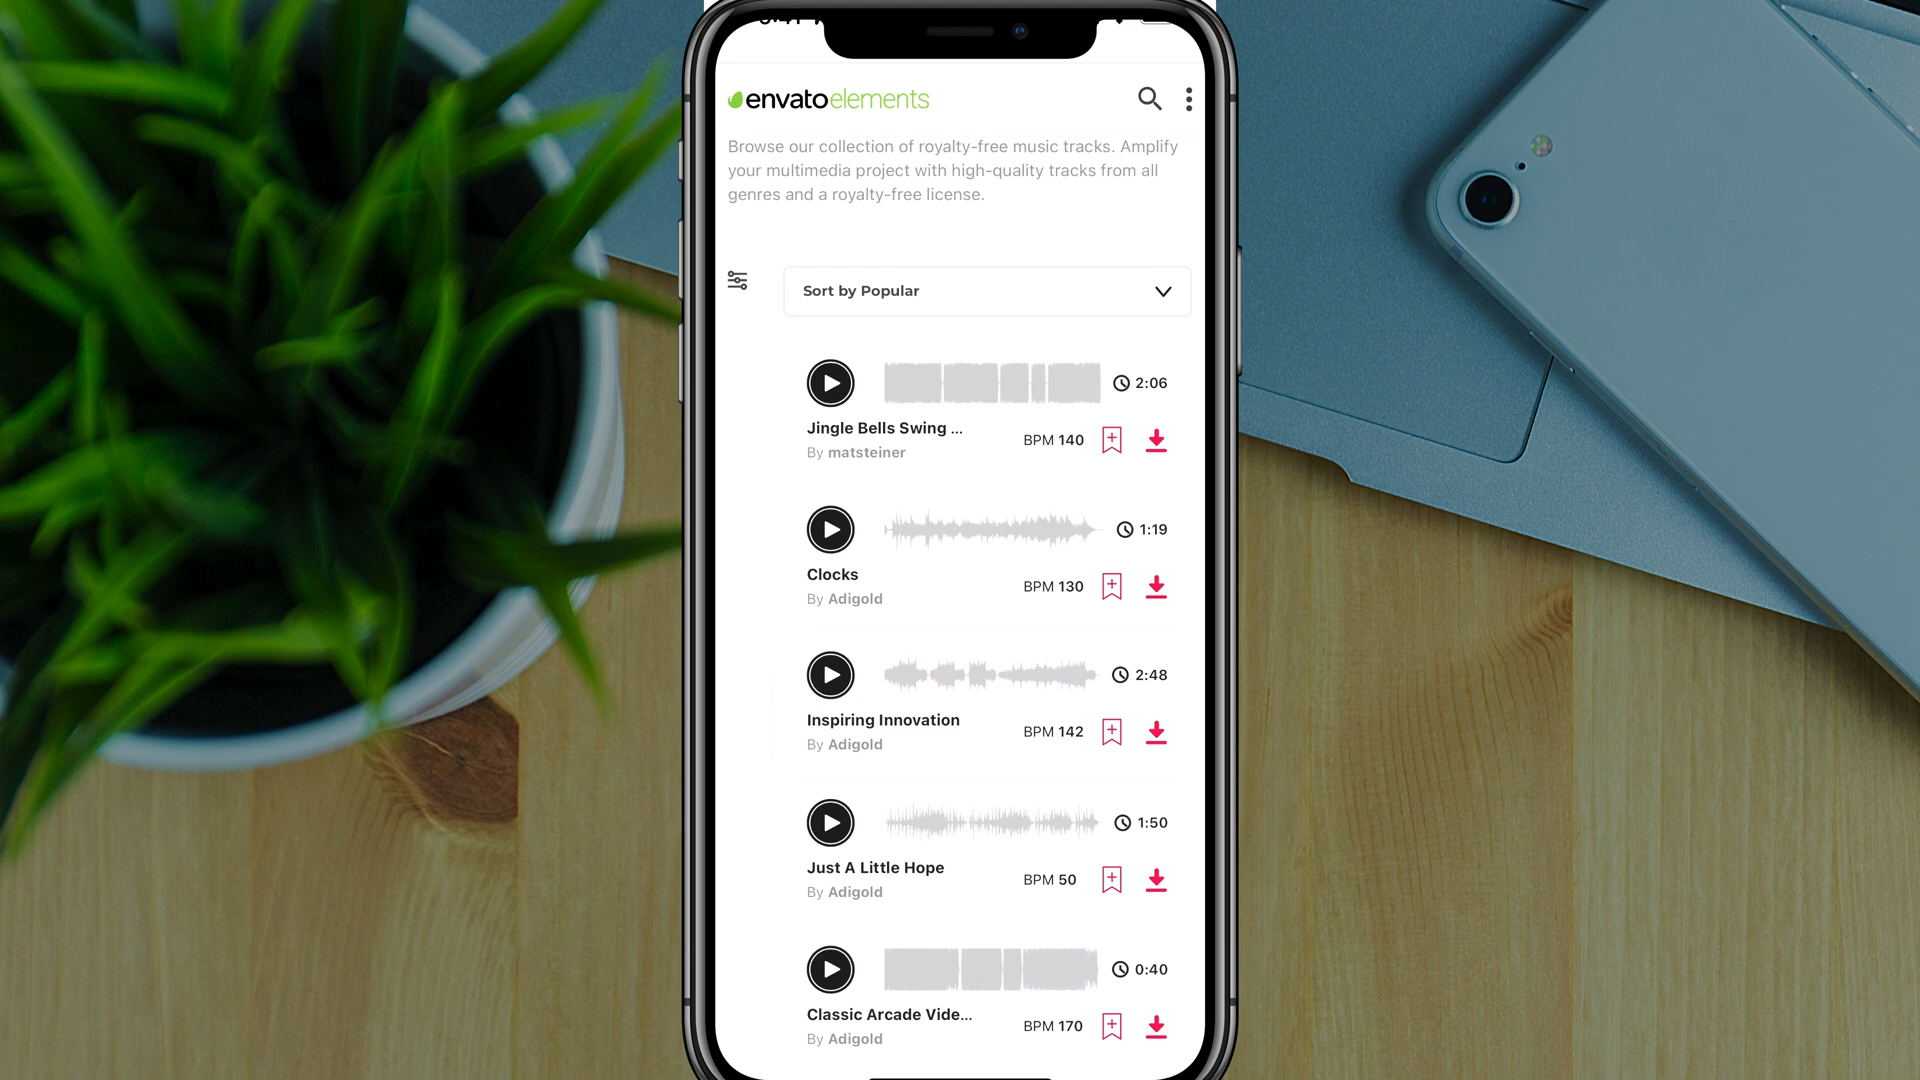 envatoelements
Browse our collection of royalty-free music tracks. Amplify
your multimedia project with high-quality tracks from all
genres and a royalty-free license.
Sort by Popular
2:06
Jingle Bells Swing ...
By matsteiner
BPM 140
1:19
Clocks
By Adigold
BPM 130
2:48
Inspiring Innovation
By Adigold
BPM 142
1:50
Just A Little Hope
By Adigold
BPM 50
0:40
Classic Arcade Vide...
By Adigold
BPM 170